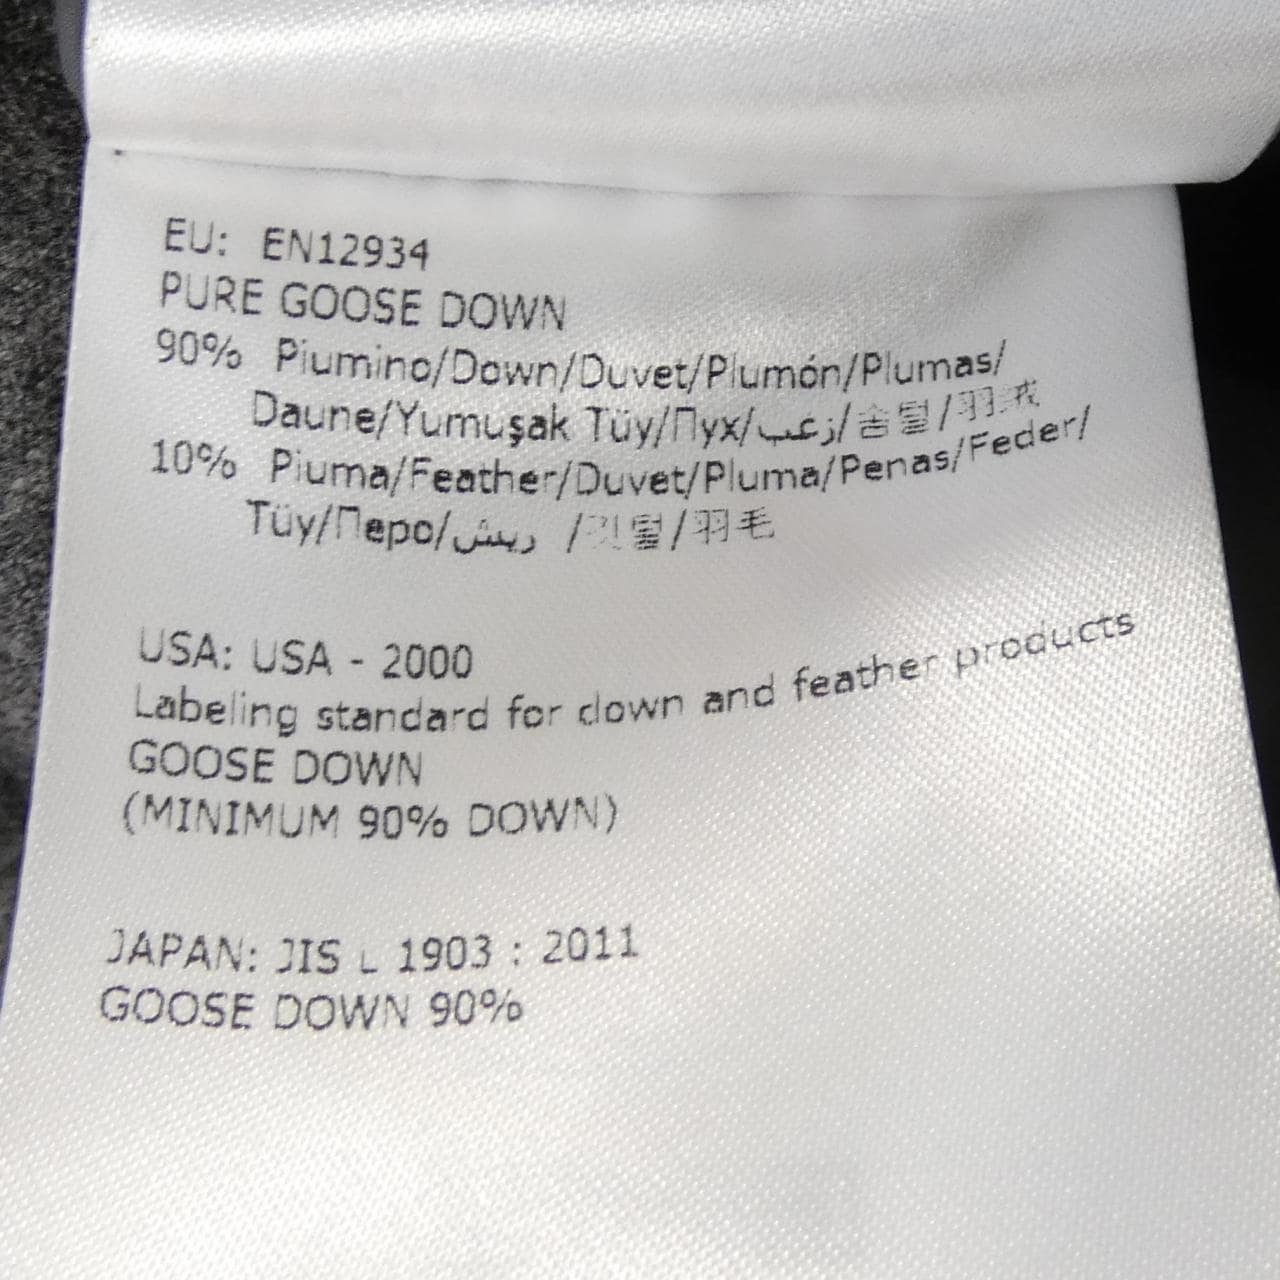 EU: EN12934
PURE GOOSE DOWN
90% Piumino/Down/Duvet/Plumón/Plumas/
Daune/Yumuşak Tüy/Пух/زغب/솜털/羽绒
10% Piuma/Feather/Duvet/Pluma/Penas/Feder/
Tüy/Перо/ريش /깃털/羽毛
USA: USA - 2000
Labeling standard for down and feather products
GOOSE DOWN
(MINIMUM 90% DOWN)
JAPAN: JIS L 1903 : 2011
GOOSE DOWN 90%